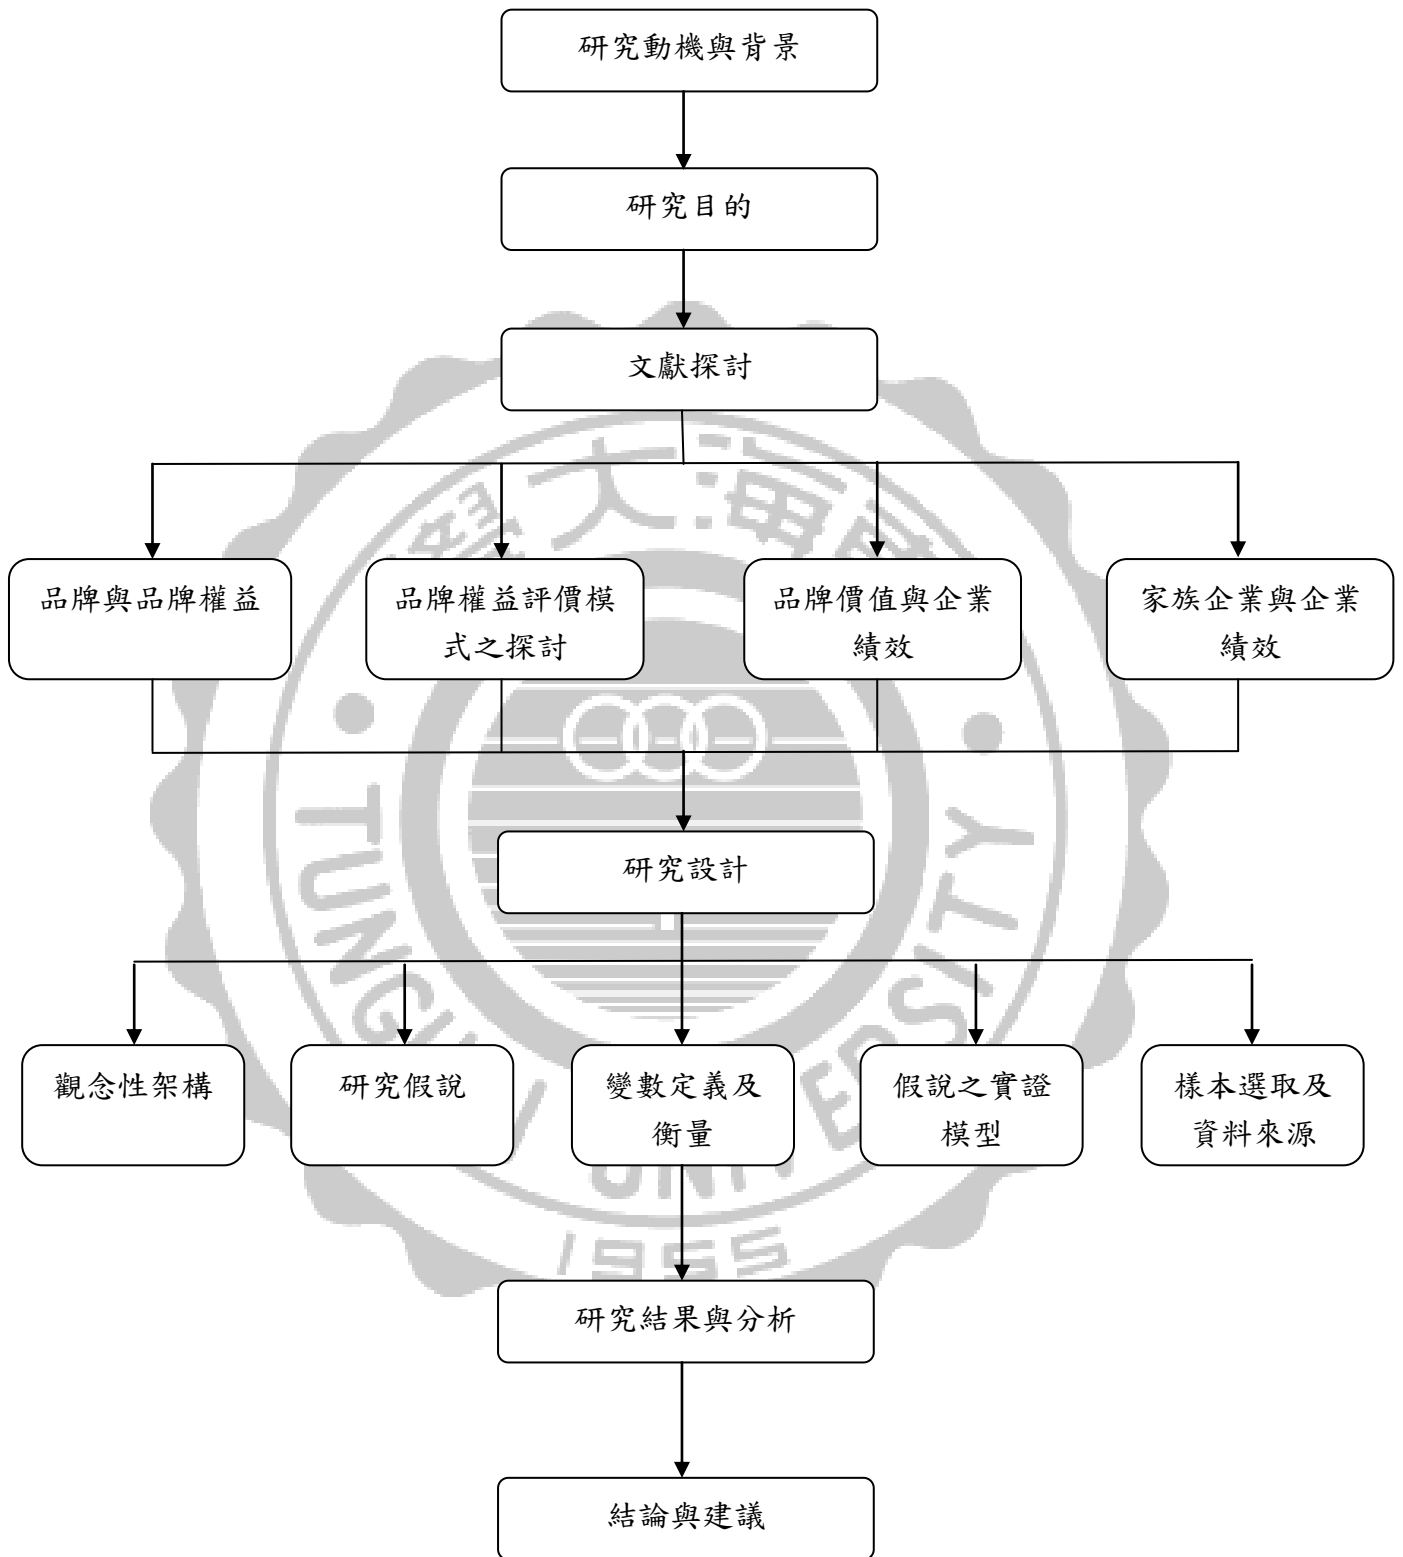 研究動機與背景
研究目的
文獻探討
品牌與品牌權益
品牌權益評價模
式之探討
品牌價值與企業
績效
家族企業與企業
績效
研究設計
觀念性架構
研究假說
變數定義及
衡量
假說之實證
模型
樣本選取及
資料來源
研究結果與分析
結論與建議
UNIVERSITY
1955